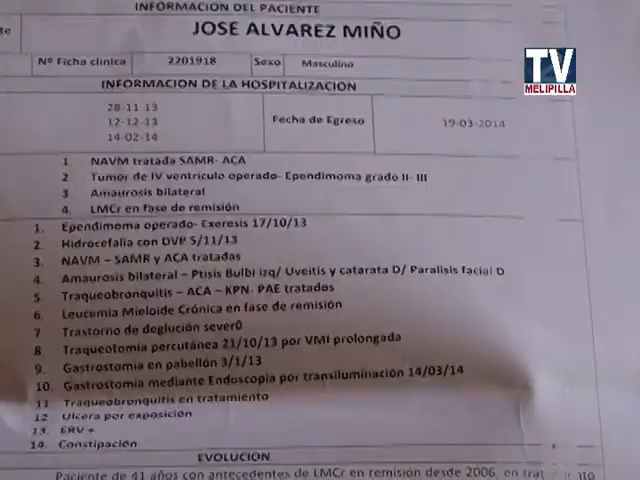 INFORMACION DEL PACIENTE
JOSE ALVAREZ MIÑO
Nº Ficha clinica 2201918 Sexo Masculino
TV
MELIPILLA
INFORMACION DE LA HOSPITALIZACIÓN
28-11-13
12-12-13
14-02-14
Fecha de Egreso 19-03-2014
1. NAVM tratada SAMR- ACA
2 Tumor de IV ventriculo operado- Ependimoma grado II- III
3 Amaurosis bilateral
4. LMCr en fase de remisión
1. Ependimoma operado- Exeresis 17/10/13
2. Hidrocefalia con DVP 5/11/13
3. NAVM – SAMR y ACA tratadas
4. Amaurosis bilateral – Ptisis Bulbi izq/ Uveitis y catarata D/ Paralisis facial D
5. Traqueobronquitis – ACA – KPN- PAE tratados
6. Leucemia Mieloide Crónica en fase de remisión
7 Trastorno de deglución sever0
8. Traqueotomia percutánea 21/10/13 por VMI prolongada
9. Gastrostomia en pabellón 3/1/13
10. Gastrostomia mediante Endoscopia por transiluminación 14/03/14
11 Traqueobronquitis en tratamiento
12 Ulcera por exposición
13. ERV +
14. Constipación
EVOLUCION
Paciente de 41 años con antecedentes de LMCr en remisión desde 2006, en